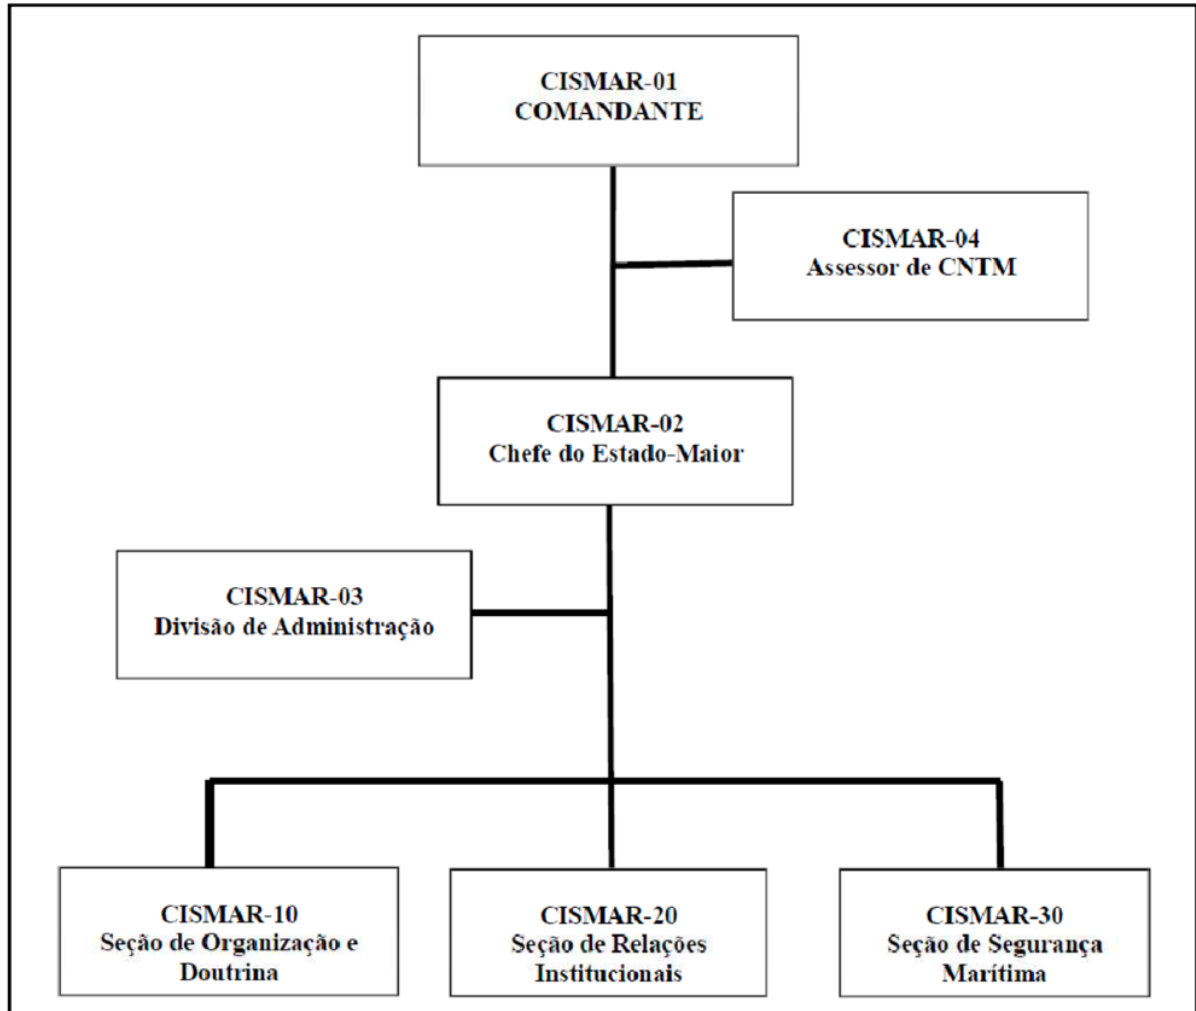 CISMAR-01
COMANDANTE
CISMAR-04
Assessor de CNTM
CISMAR-02
Chefe do Estado-Maior
CISMAR-03
Divisão de Administração
CISMAR-10
Seção de Organização e
Doutrina
CISMAR-20
Seção de Relações
Institucionais
CISMAR-30
Seção de Segurança
Marítima